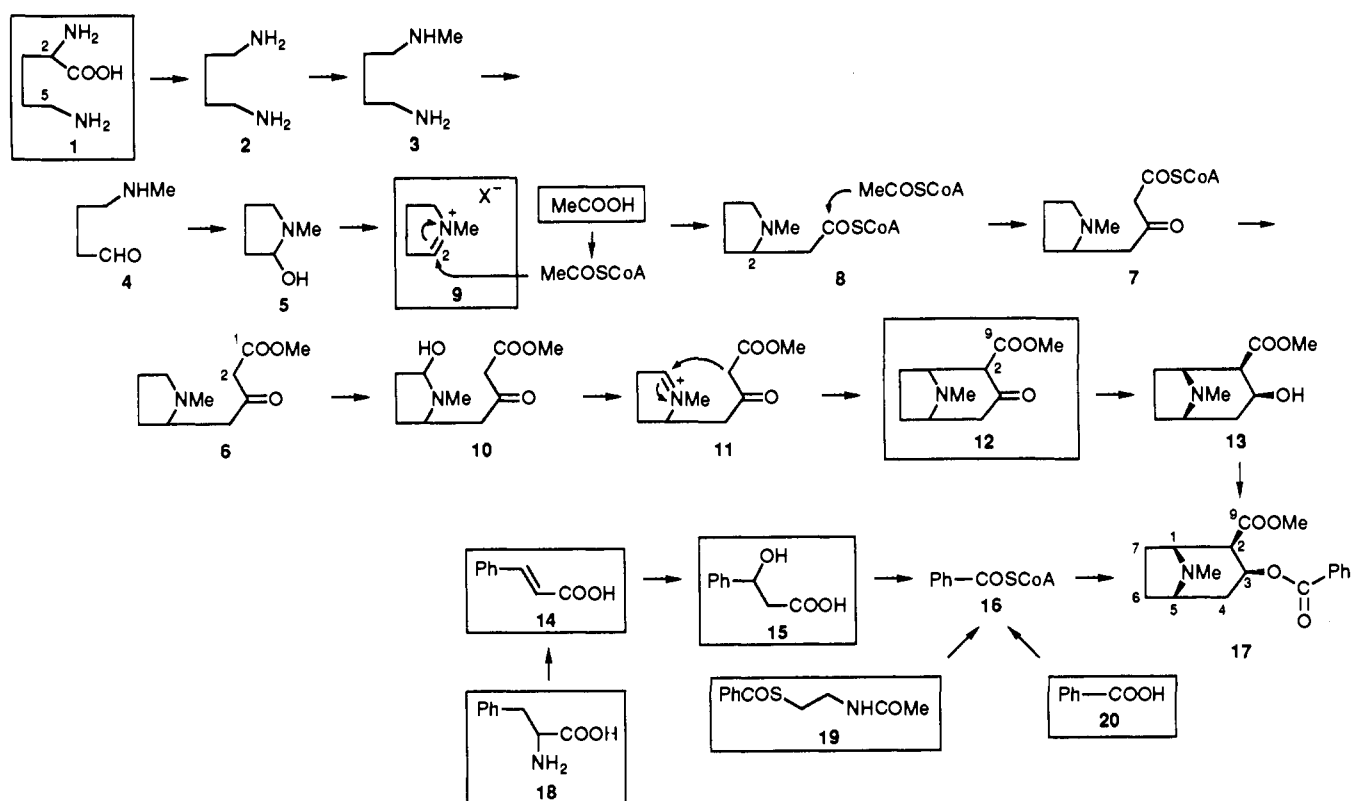 2 NH2
COOH
5 NH2
1
NH2
NH2
2
NHMe
NH2
3
NHMe
CHO
4
NMe
OH
5
X−
+
NMe
2
9
MeCOOH
MeCOSCoA
NMe
COSCoA
MeCOSCoA
2
8
COSCoA
NMe
O
7
1
COOMe
2
NMe
O
6
HO
COOMe
NMe
O
10
COOMe
+
NMe
O
11
9
COOMe
2
NMe
O
12
COOMe
NMe
OH
13
Ph
COOH
14
OH
Ph
COOH
15
Ph–COSCoA
16
9 COOMe
7 1 2
NMe 3 O Ph
6 5 4 O
17
Ph
COOH
NH2
18
PhCOS
NHCOMe
19
Ph–COOH
20